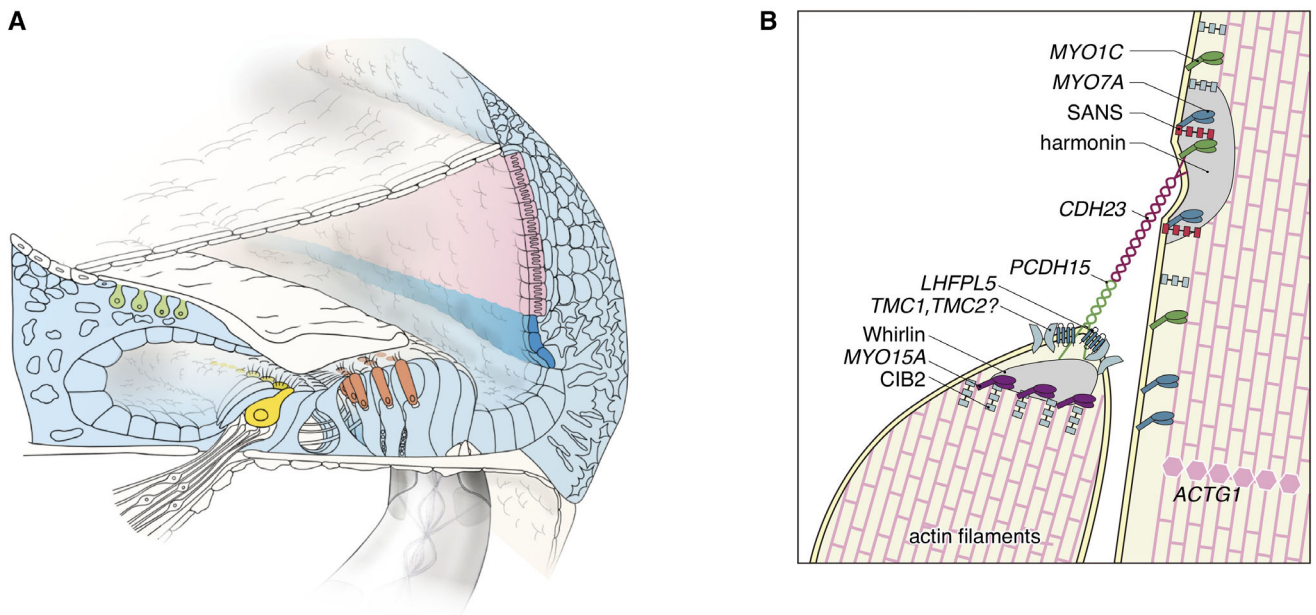 A
B
MYO1C
MYO7A
SANS
harmonin
CDH23
PCDH15
LHFPL5
TMC1,TMC2?
Whirlin
MYO15A
CIB2
ACTG1
actin filaments